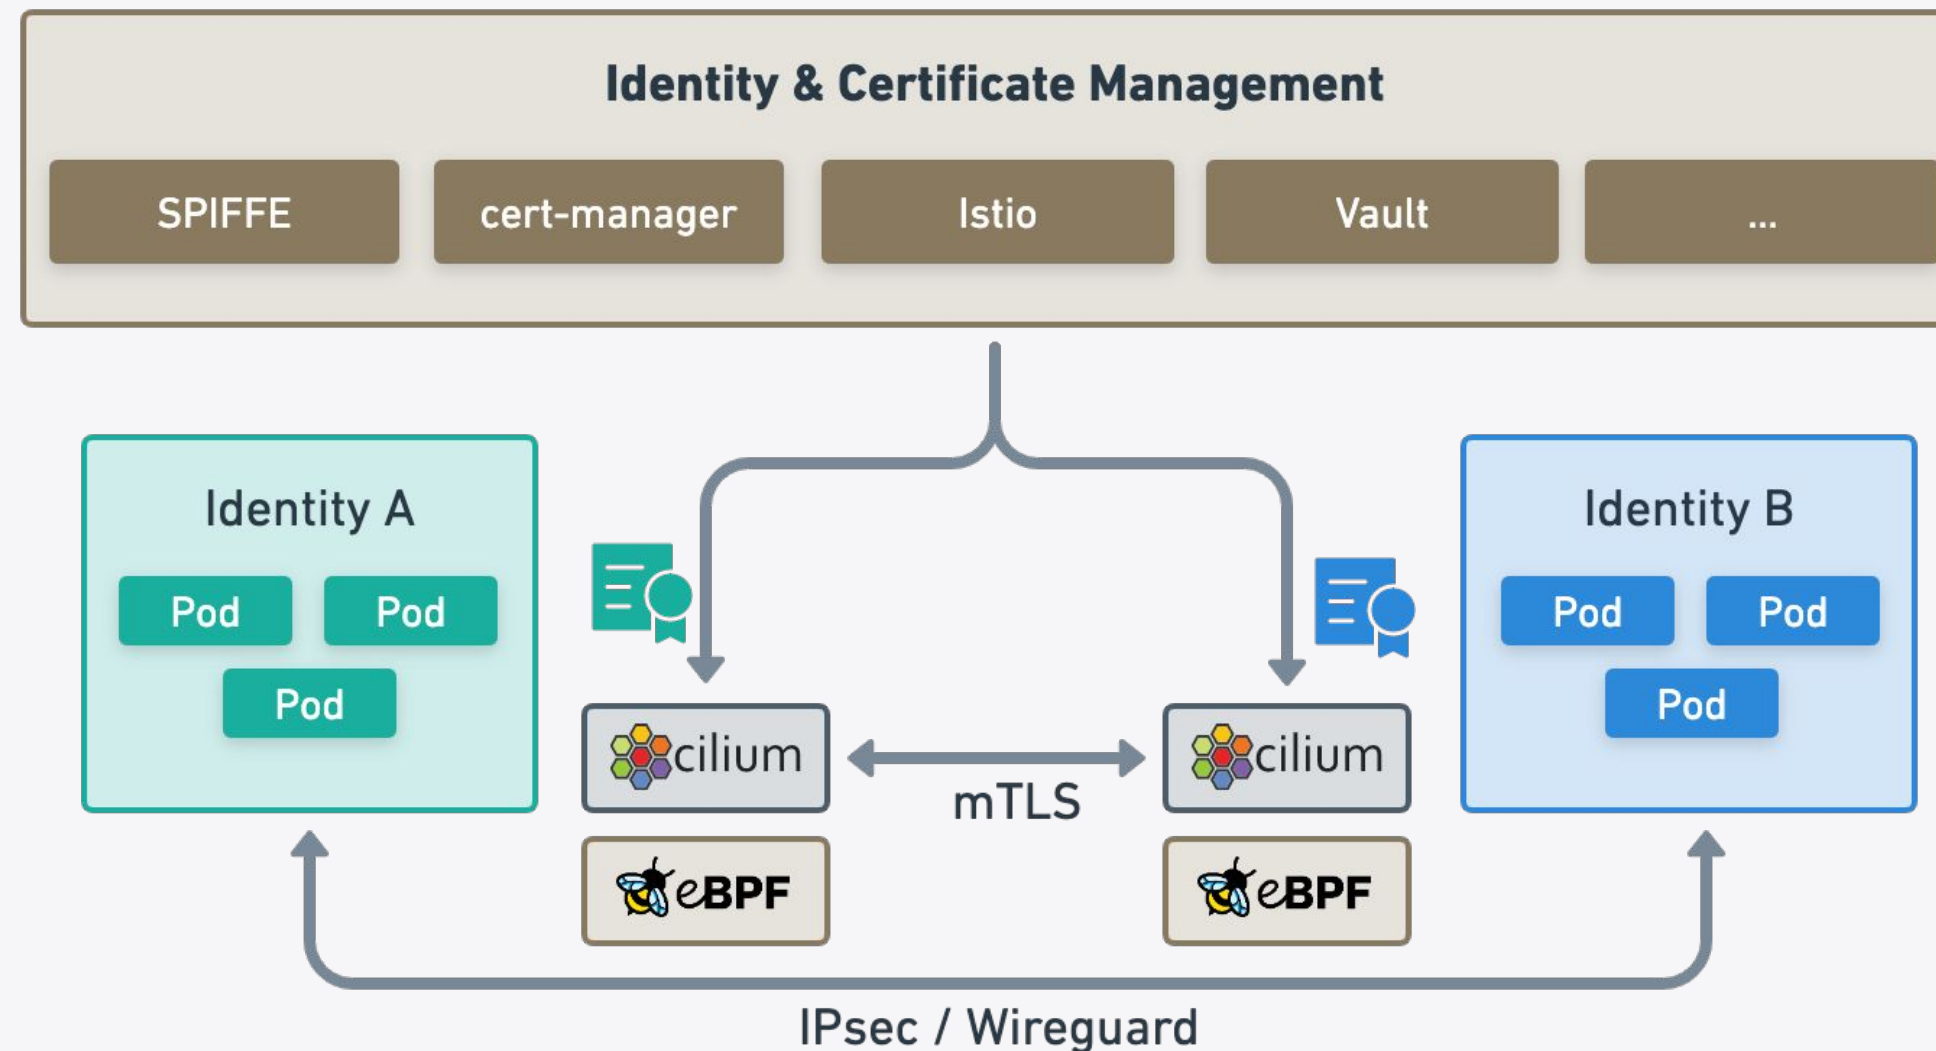 Identity & Certificate Management
SPIFFE
cert-manager
Istio
Vault
...
Identity A
Pod
Pod
Pod
Identity B
Pod
Pod
Pod
cilium
cilium
mTLS
eBPF
eBPF
IPsec / Wireguard